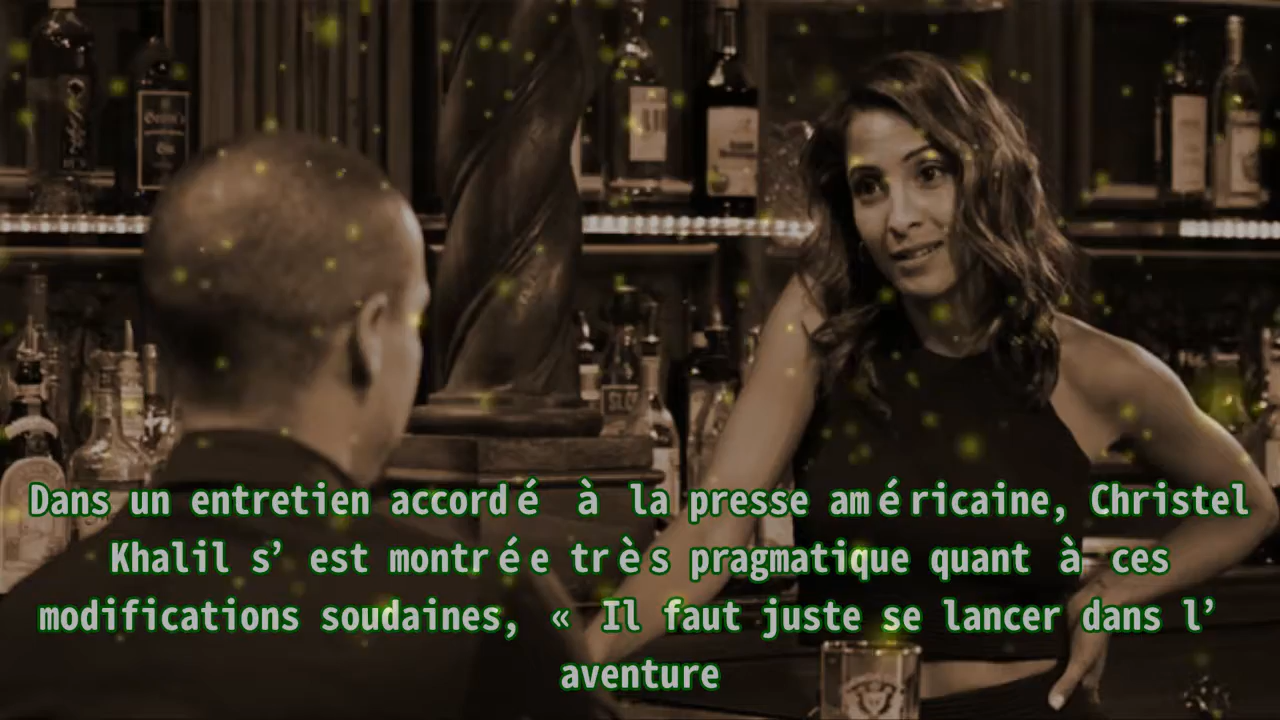 Dans un entretien accordé à la presse américaine, Christel
Khalil s’ est montrée très pragmatique quant à ces
modifications soudaines, « Il faut juste se lancer dans l’
aventure